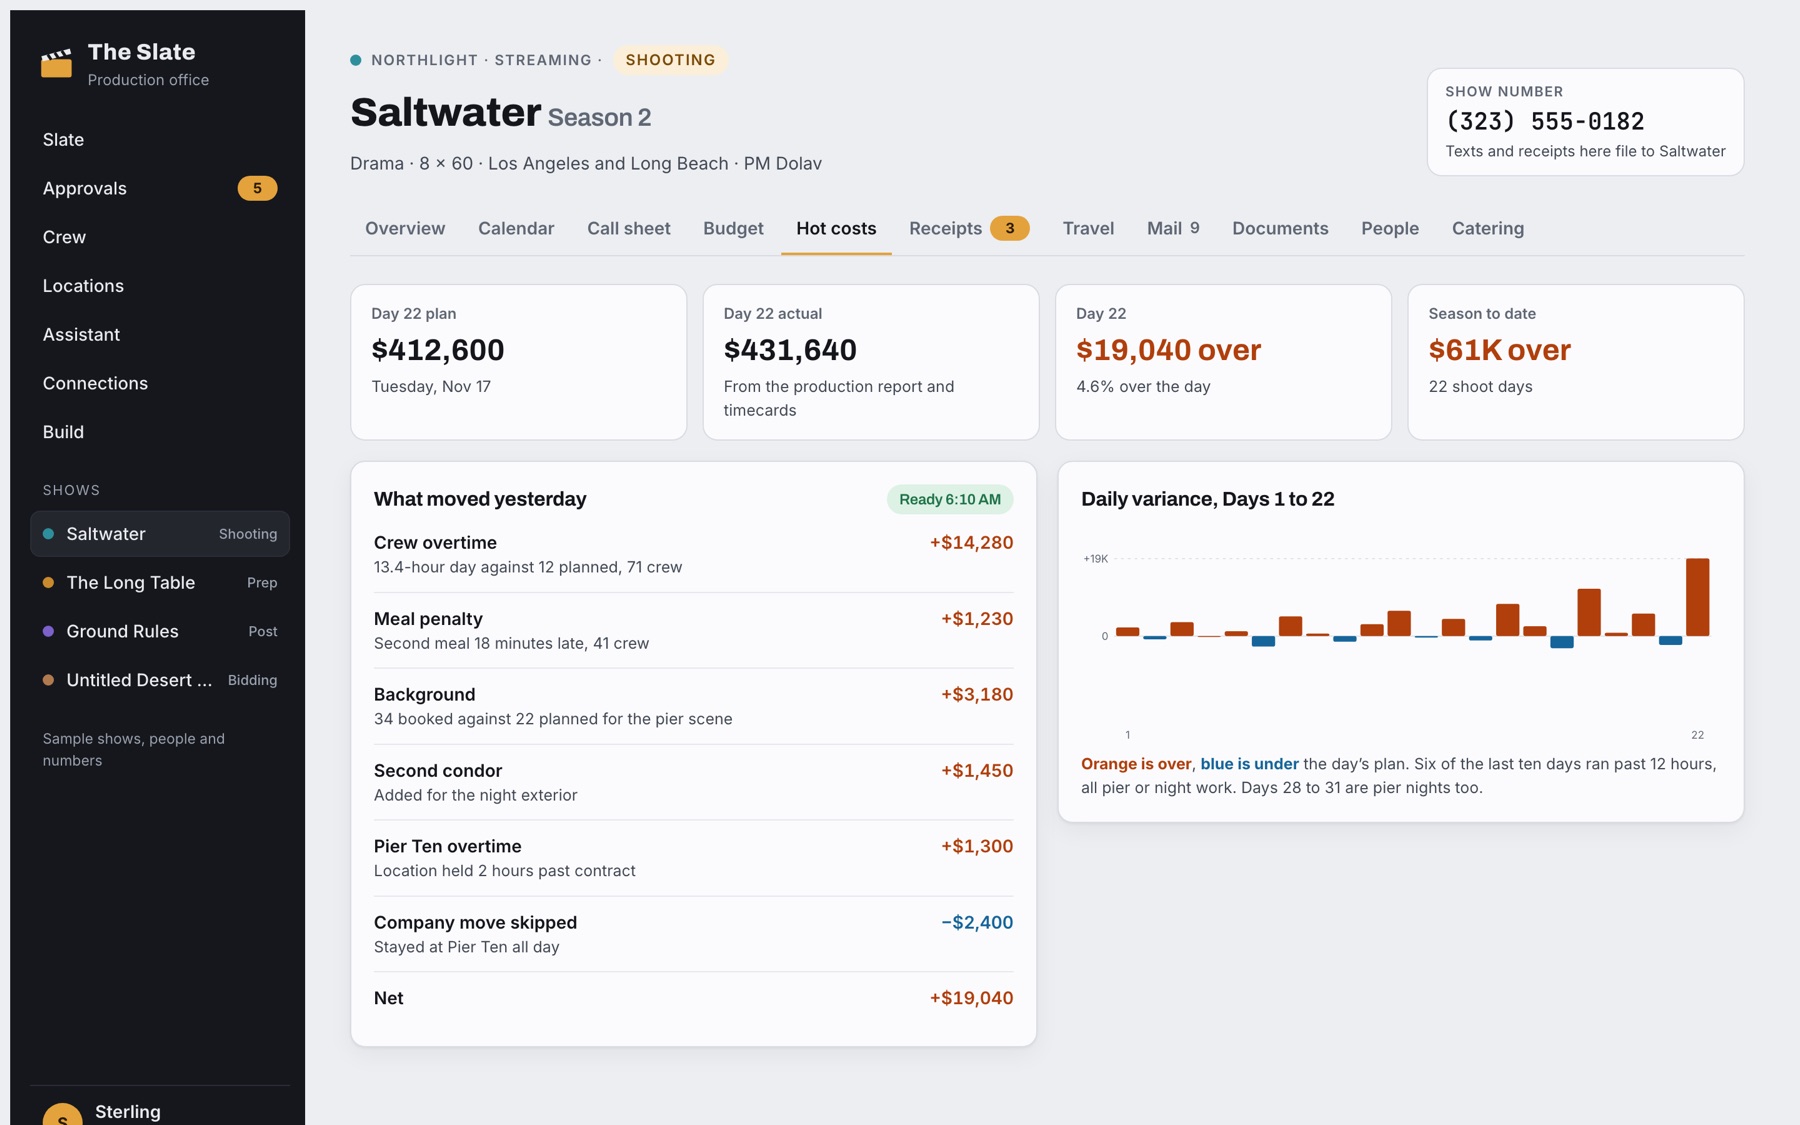 The Slate
Production office
Slate
Approvals 5
Crew
Locations
Assistant
Connections
Build
SHOWS
Saltwater Shooting
The Long Table Prep
Ground Rules Post
Untitled Desert ... Bidding
Sample shows, people and
numbers
S Sterling
NORTHLIGHT · STREAMING · SHOOTING
Saltwater Season 2
Drama · 8 × 60 · Los Angeles and Long Beach · PM Dolav
SHOW NUMBER
(323) 555-0182
Texts and receipts here file to Saltwater
Overview Calendar Call sheet Budget Hot costs Receipts 3 Travel Mail 9 Documents People Catering
Day 22 plan
$412,600
Tuesday, Nov 17
Day 22 actual
$431,640
From the production report and
timecards
Day 22
$19,040 over
4.6% over the day
Season to date
$61K over
22 shoot days
What moved yesterday Ready 6:10 AM
Crew overtime +$14,280
13.4-hour day against 12 planned, 71 crew
Meal penalty +$1,230
Second meal 18 minutes late, 41 crew
Background +$3,180
34 booked against 22 planned for the pier scene
Second condor +$1,450
Added for the night exterior
Pier Ten overtime +$1,300
Location held 2 hours past contract
Company move skipped −$2,400
Stayed at Pier Ten all day
Net +$19,040
Daily variance, Days 1 to 22
+19K
0
1 22
Orange is over, blue is under the day’s plan. Six of the last ten days ran past 12 hours,
all pier or night work. Days 28 to 31 are pier nights too.